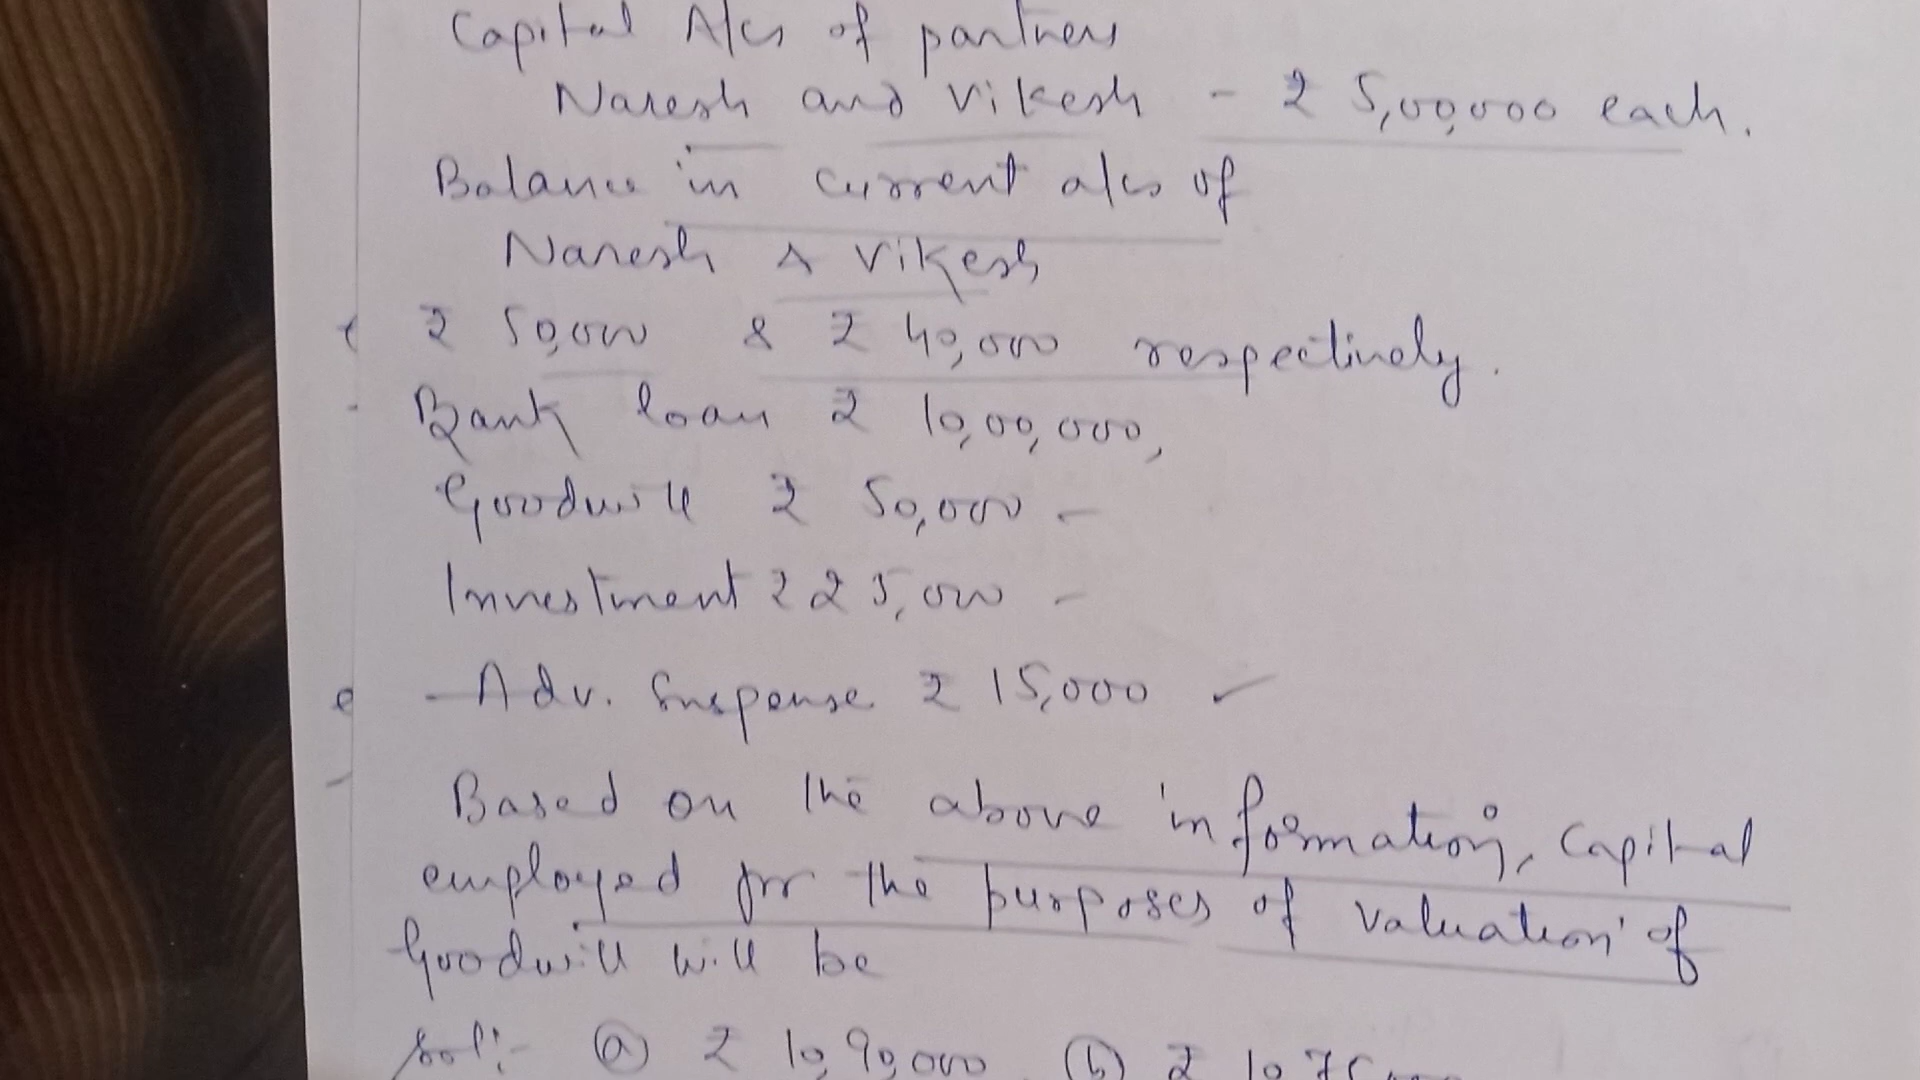 Capital A/cs of partners
Naresh and Vikesh - ₹ 5,00,000 each.
Balance in current a/cs of
Naresh & Vikesh
₹ 50,000 & ₹ 40,000 respectively.
Bank loan ₹ 10,00,000,
Goodwill ₹ 50,000 -
Investment ₹ 25,000 -
- Adv. Suspense ₹ 15,000 ✓
Based on the above information, Capital
employed for the purposes of valuation of
Goodwill will be
Sol:- (a) ₹ 10,90,000 (b) ₹